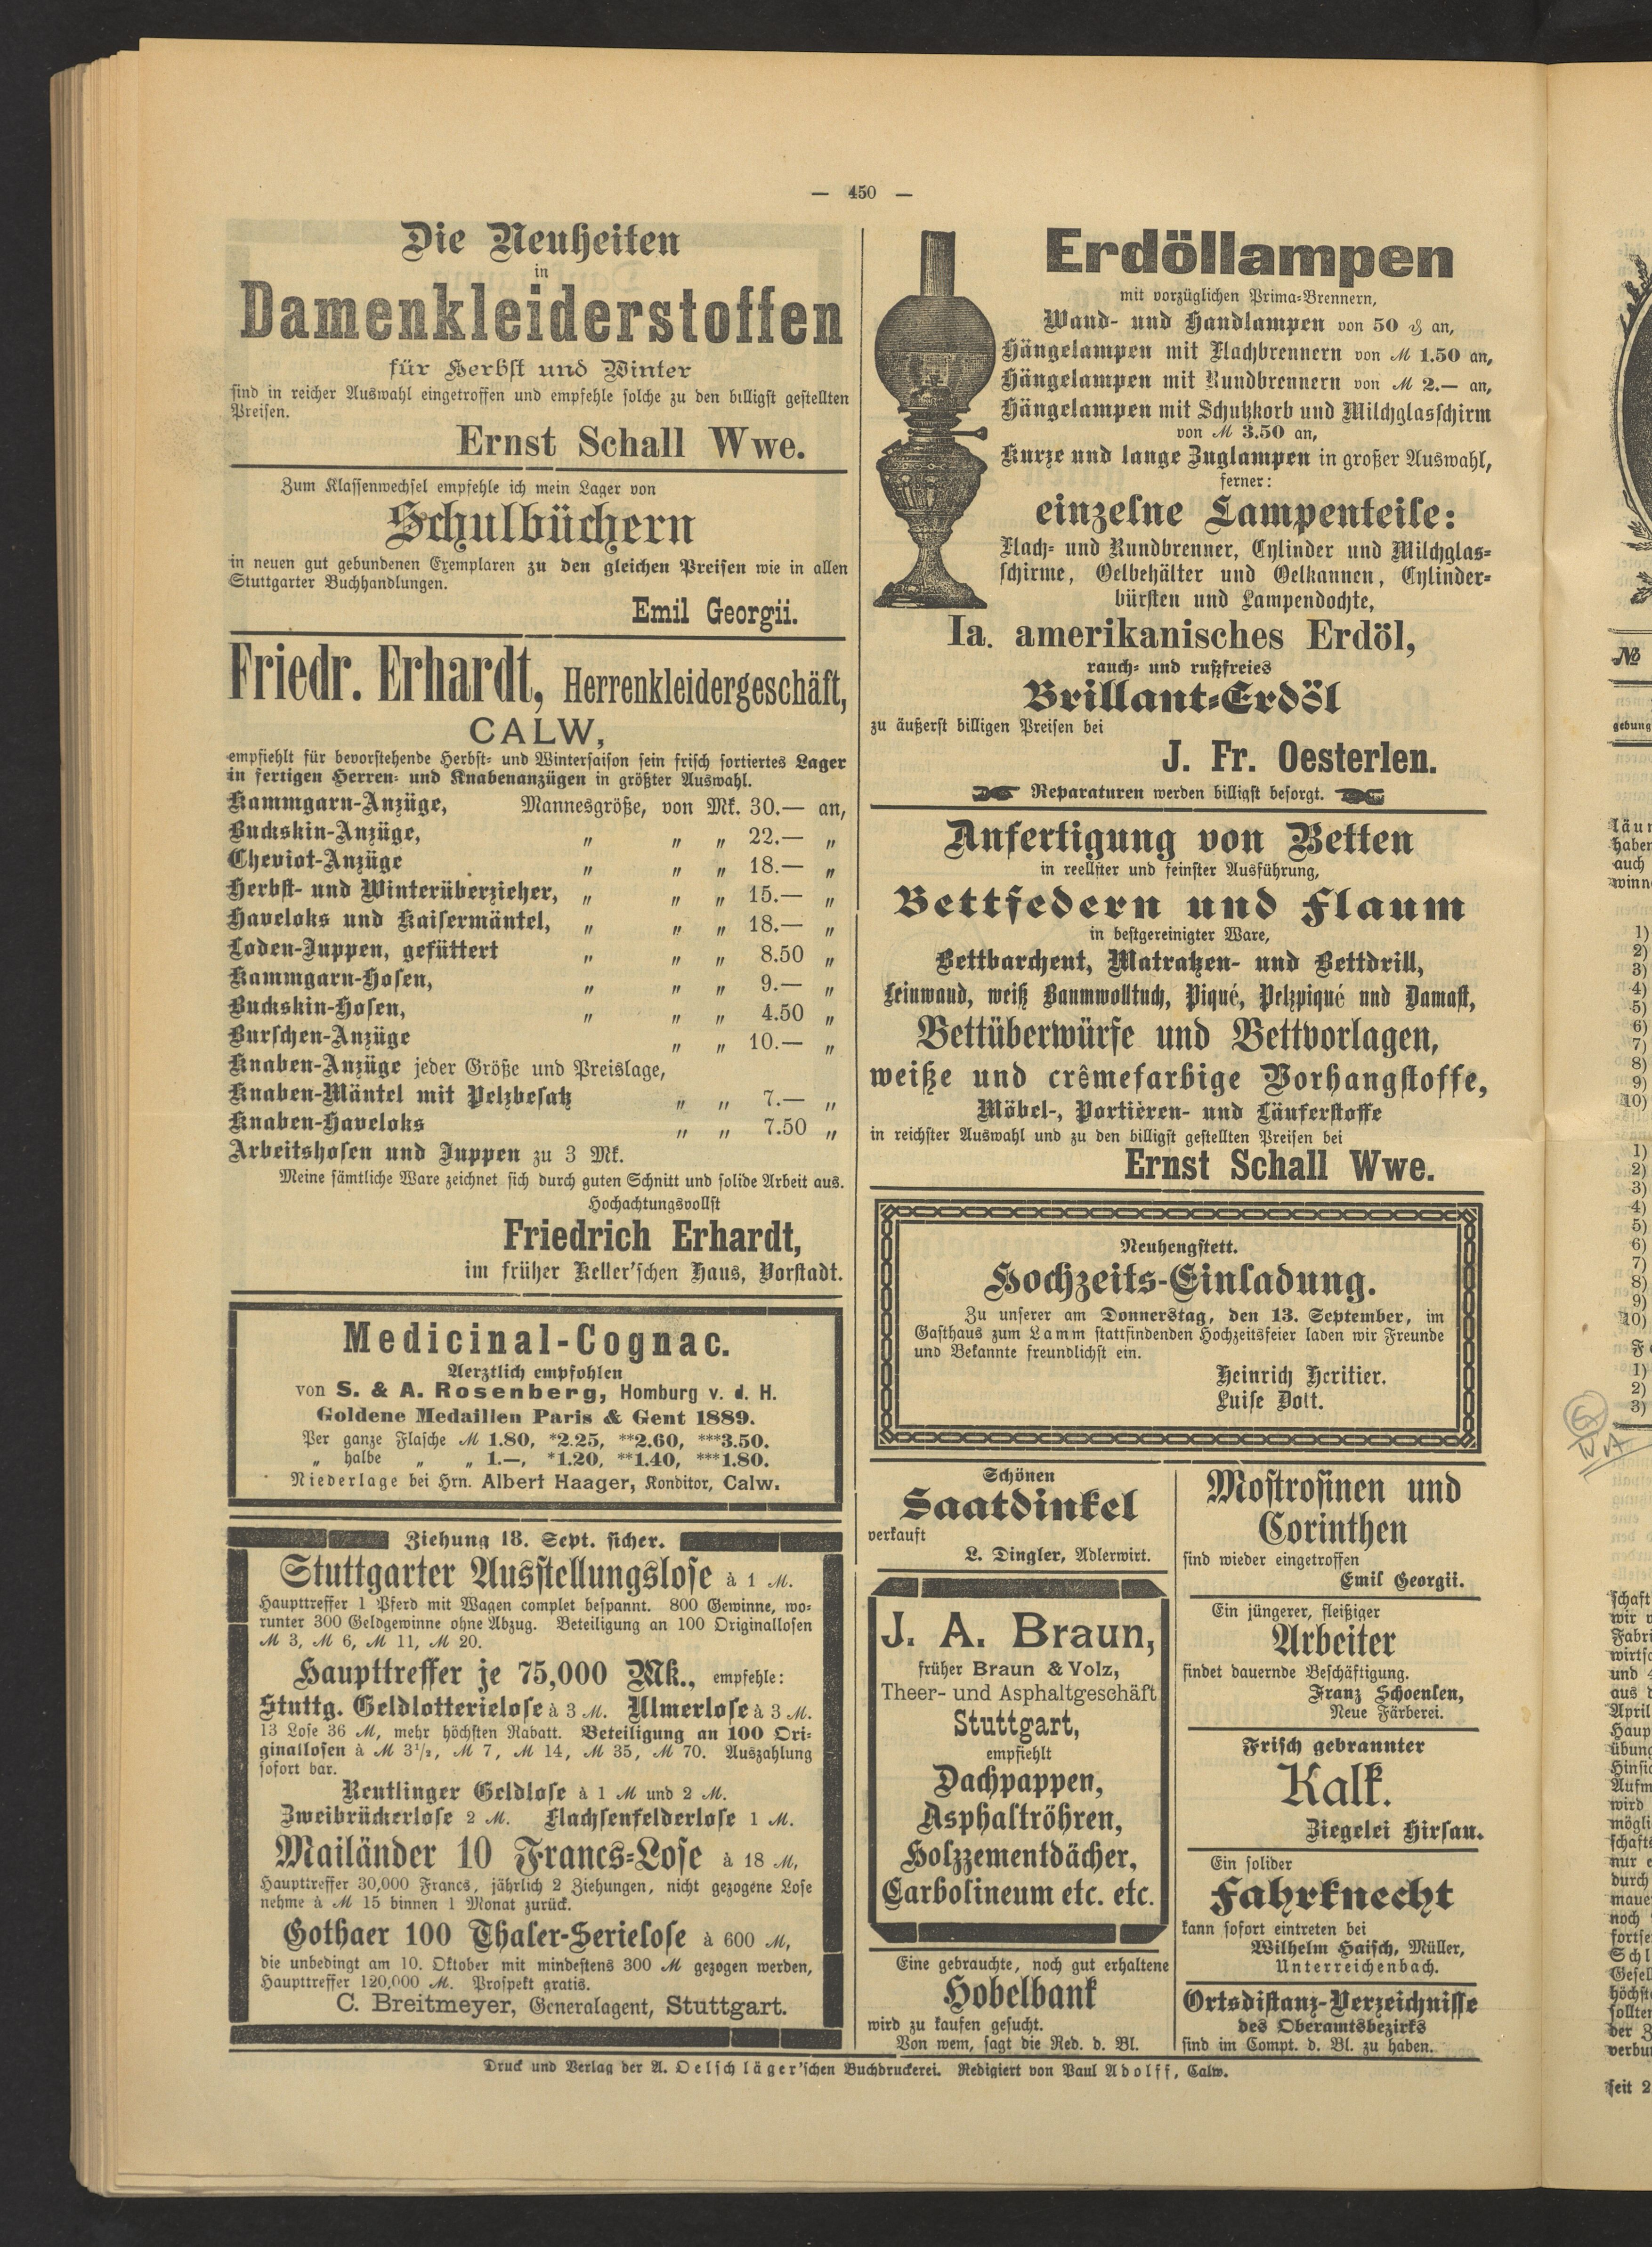 — 450 —
Die Neuheiten
in
Damenkleiderstoffen
für Herbst und Winter
sind in reicher Auswahl eingetroffen und empfehle solche zu den billigst gestellten
Preisen.
Ernst Schall Wwe.
Zum Klassenwechsel empfehle ich mein Lager von
Schulbüchern
in neuen gut gebundenen Exemplaren zu den gleichen Preisen wie in allen
Stuttgarter Buchhandlungen.
Emil Georgii.
Friedr. Erhardt, Herrenkleidergeschäft,
CALW,
empfiehlt für bevorstehende Herbst- und Wintersaison sein frisch sortiertes Lager
in fertigen Herren- und Knabenanzügen in größter Auswahl.
Kammgarn-Anzüge, Mannesgröße, von Mk. 30.— an,
Buckskin-Anzüge, „ „ „ 22.— „
Cheviot-Anzüge „ „ „ 18.— „
Herbst- und Winterüberzieher, „ „ „ 15.— „
Haveloks und Kaisermäntel, „ „ „ 18.— „
Loden-Juppen, gefüttert „ „ „ 8.50 „
Kammgarn-Hosen, „ „ „ 9.— „
Buckskin-Hosen, „ „ „ 4.50 „
Burschen-Anzüge „ „ 10.— „
Knaben-Anzüge jeder Größe und Preislage,
Knaben-Mäntel mit Pelzbesatz „ „ 7.— „
Knaben-Haveloks „ „ 7.50 „
Arbeitshosen und Juppen zu 3 Mk.
Meine sämtliche Ware zeichnet sich durch guten Schnitt und solide Arbeit aus.
Hochachtungsvollst
Friedrich Erhardt,
im früher Keller'schen Haus, Vorstadt.
Medicinal-Cognac.
Aerztlich empfohlen
von S. & A. Rosenberg, Homburg v. d. H.
Goldene Medaillen Paris & Gent 1889.
Per ganze Flasche M 1.80, *2.25, **2.60, ***3.50.
„ halbe „ „ 1.—, *1.20, **1.40, ***1.80.
Niederlage bei Hrn. Albert Haager, Konditor, Calw.
Ziehung 18. Sept. sicher.
Stuttgarter Ausstellungslose à 1 M.
Haupttreffer 1 Pferd mit Wagen complet bespannt. 800 Gewinne, wo-
runter 300 Geldgewinne ohne Abzug. Beteiligung an 100 Originallosen
M 3, M 6, M 11, M 20.
Haupttreffer je 75,000 Mk., empfehle:
Stuttg. Geldlotterielose à 3 M. Ulmerlose à 3 M.
13 Lose 36 M, mehr höchsten Rabatt. Beteiligung an 100 Ori-
ginallosen à M 3½, M 7, M 14, M 35, M 70. Auszahlung
sofort bar.
Reutlinger Geldlose à 1 M und 2 M.
Zweibrückerlose 2 M. Flachsenfelderlose 1 M.
Mailänder 10 Francs-Lose à 18 M,
Haupttreffer 30,000 Francs, jährlich 2 Ziehungen, nicht gezogene Lose
nehme à M 15 binnen 1 Monat zurück.
Gothaer 100 Thaler-Serielose à 600 M,
die unbedingt am 10. Oktober mit mindestens 300 M gezogen werden,
Haupttreffer 120,000 M. Prospekt gratis.
C. Breitmeyer, Generalagent, Stuttgart.
Erdöllampen
mit vorzüglichen Prima-Brennern,
Wand- und Handlampen von 50 ₰ an,
Hängelampen mit Flachbrennern von M 1.50 an,
Hängelampen mit Rundbrennern von M 2.— an,
Hängelampen mit Schutzkorb und Milchglasschirm
von M 3.50 an,
Kurze und lange Zuglampen in großer Auswahl,
ferner:
einzelne Lampenteile:
Flach- und Rundbrenner, Cylinder und Milchglas-
schirme, Oelbehälter und Oelkannen, Cylinder-
bürsten und Lampendochte,
Ia. amerikanisches Erdöl,
rauch- und rußfreies
Brillant-Erdöl
zu äußerst billigen Preisen bei
J. Fr. Oesterlen.
Reparaturen werden billigst besorgt.
Anfertigung von Betten
in reellster und feinster Ausführung,
Bettfedern und Flaum
in bestgereinigter Ware,
Bettbarchent, Matratzen- und Bettdrill,
Leinwand, weiß Baumwolltuch, Piqué, Pelzpiqué und Damast,
Bettüberwürfe und Bettvorlagen,
weiße und crêmefarbige Vorhangstoffe,
Möbel-, Portièren- und Läuferstoffe
in reichster Auswahl und zu den billigst gestellten Preisen bei
Ernst Schall Wwe.
Neuhengstett.
Hochzeits-Einladung.
Zu unserer am Donnerstag, den 13. September, im
Gasthaus zum Lamm stattfindenden Hochzeitsfeier laden wir Freunde
und Bekannte freundlichst ein.
Heinrich Heritier.
Luise Dott.
Schönen
Saatdinkel
verkauft
L. Dingler, Adlerwirt.
J. A. Braun,
früher Braun & Volz,
Theer- und Asphaltgeschäft
Stuttgart,
empfiehlt
Dachpappen,
Asphaltröhren,
Holzzementdächer,
Carbolineum etc. etc.
Eine gebrauchte, noch gut erhaltene
Hobelbank
wird zu kaufen gesucht.
Von wem, sagt die Red. d. Bl.
Mostrosinen und
Corinthen
sind wieder eingetroffen
Emil Georgii.
Ein jüngerer, fleißiger
Arbeiter
findet dauernde Beschäftigung.
Franz Schoenlen,
Neue Färberei.
Frisch gebrannter
Kalk.
Ziegelei Hirsau.
Ein solider
Fahrknecht
kann sofort eintreten bei
Wilhelm Haisch, Müller,
Unterreichenbach.
Ortsdistanz-Verzeichnisse
des Oberamtsbezirks
sind im Compt. d. Bl. zu haben.
Druck und Verlag der A. Oelschläger'schen Buchdruckerei. Redigiert von Paul Adolff, Calw.